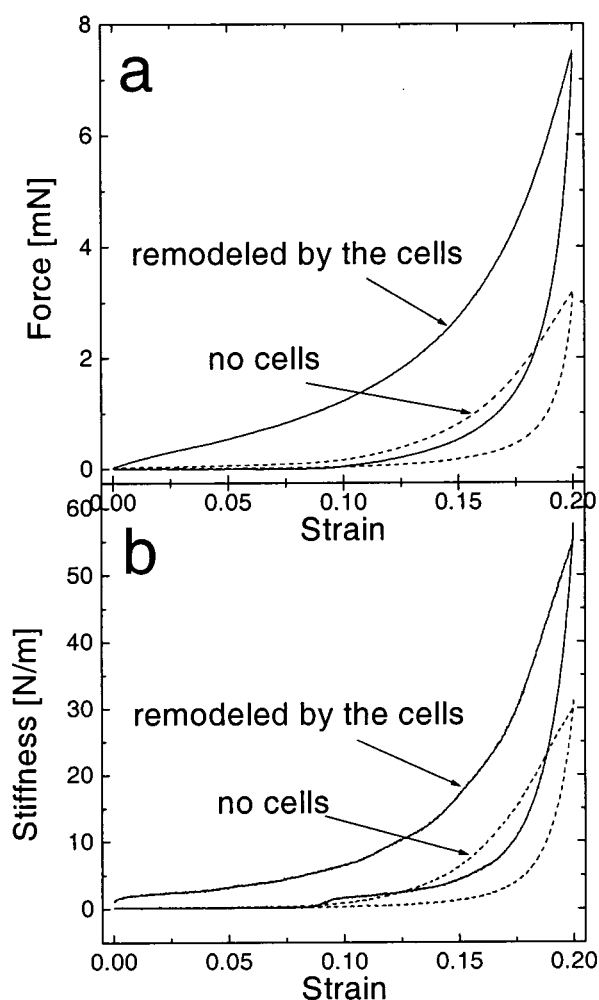 a
8
6
4
2
0
Force [mN]
remodeled by the cells
no cells
0.00 0.05 0.10 0.15 0.20
Strain
b
60
50
40
30
20
10
0
Stiffness [N/m]
remodeled by the cells
no cells
0.00 0.05 0.10 0.15 0.20
Strain